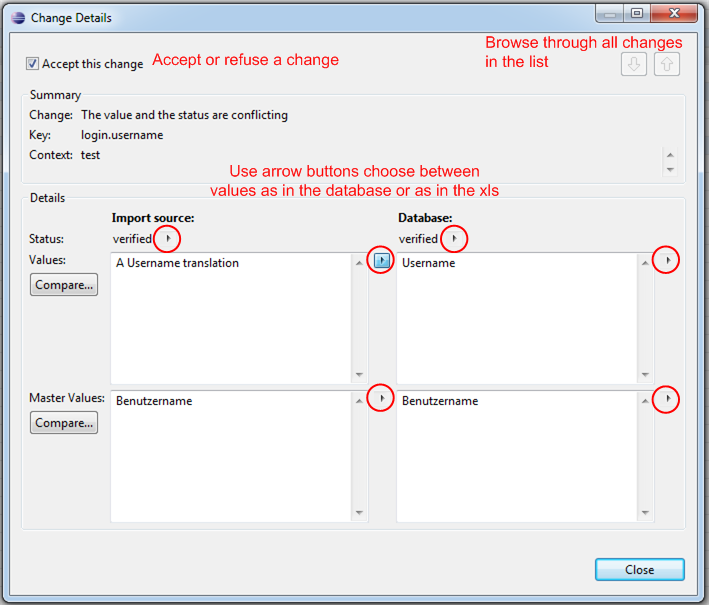 Change Details
Accept this change
Accept or refuse a change
Browse through all changes
in the list
Summary
Change: The value and the status are conflicting
Key: login.username
Context: test
Use arrow buttons choose between
values as in the database or as in the xls
Details
Import source: Database:
Status: verified verified
Values: A Username translation Username
Compare...
Master Values: Benutzername Benutzername
Compare...
Close